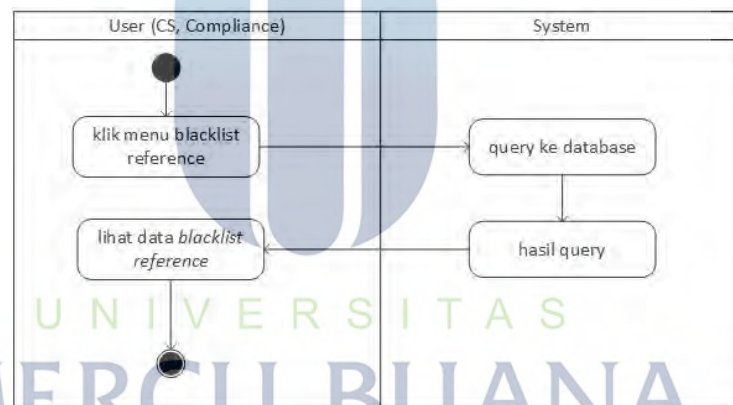 User (CS, Compliance)
System
klik menu blacklist
reference
query ke database
lihat data blacklist
reference
hasil query
UNIVERSITAS
MERCU BUANA